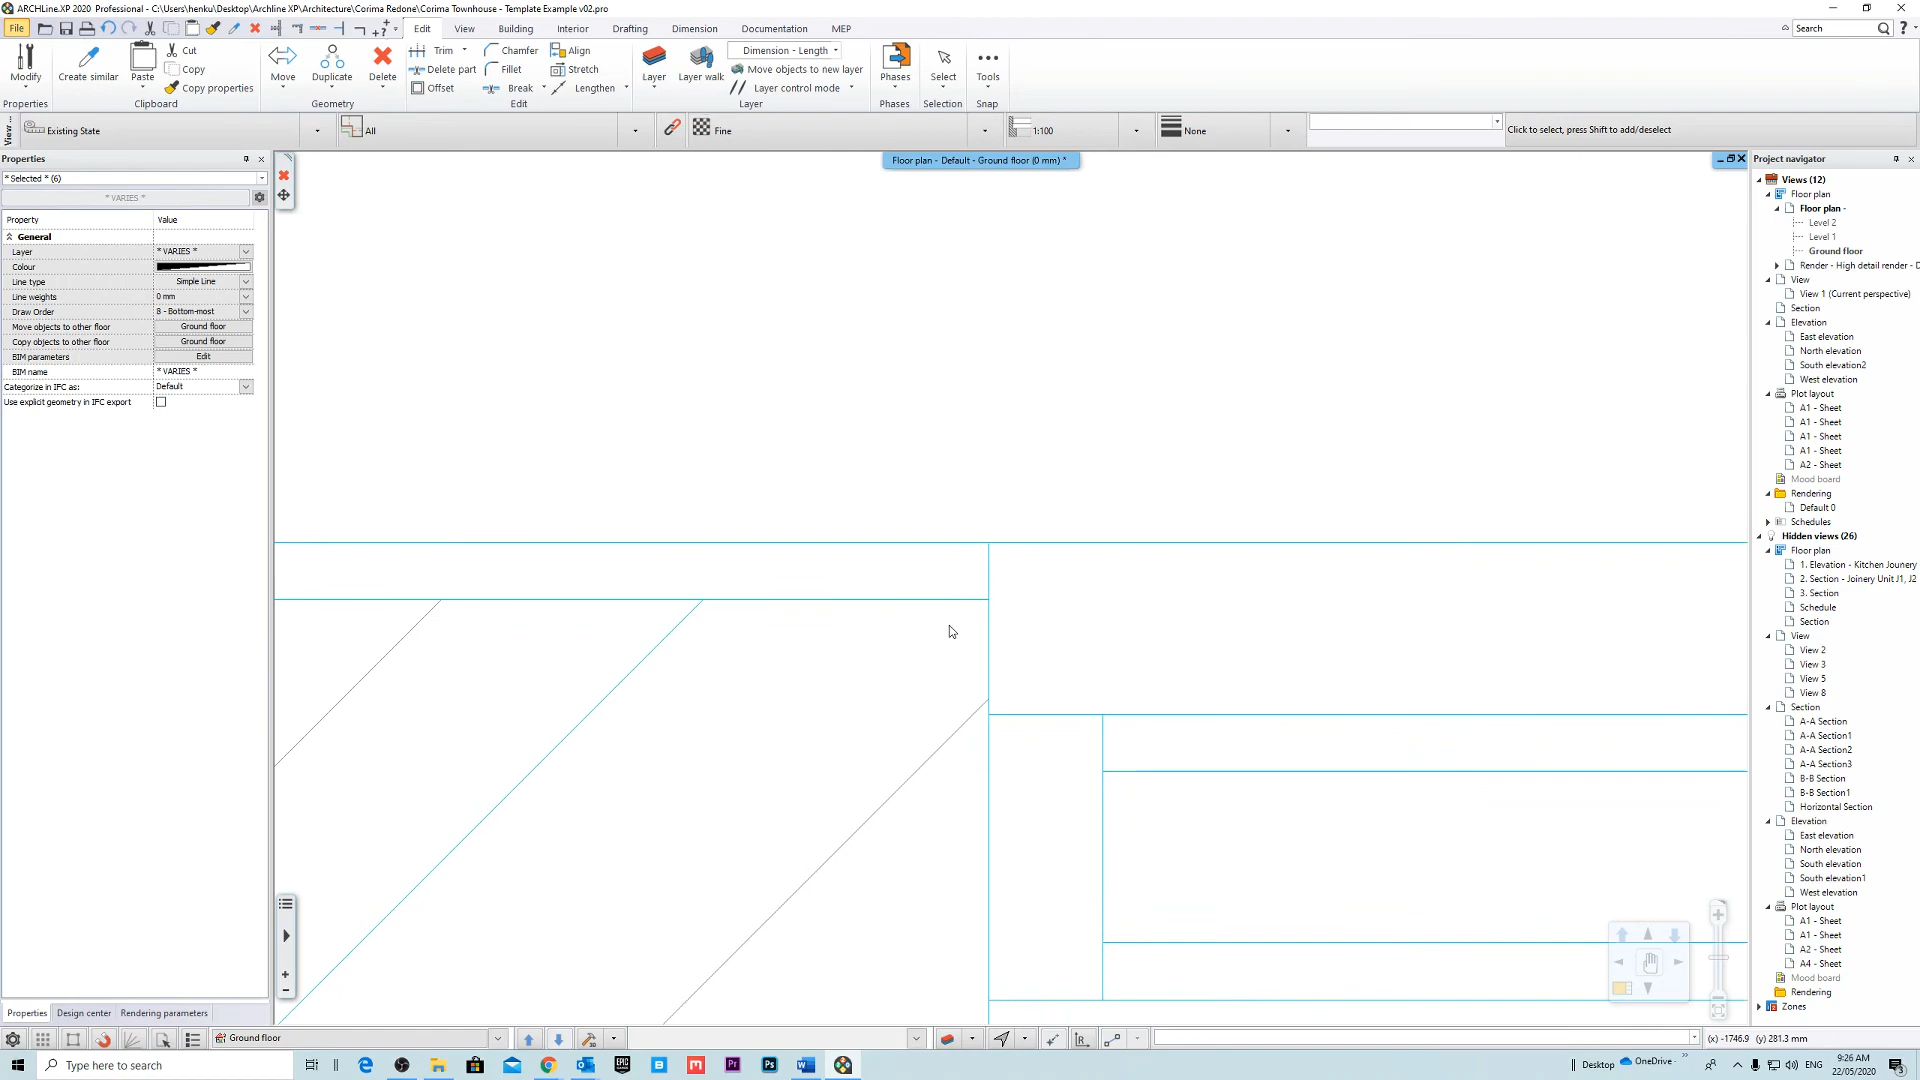 ARCHLine.XP 2020 Professional - C:\Users\henku\Desktop\Archline XP\Architecture\Corima Redone\Corima Townhouse - Template Example v02.pro
File Edit View Building Interior Drafting Dimension Documentation MEP Search
Modify Create similar Paste Cut Move Duplicate Delete Trim Chamfer Align Layer Layer walk Dimension - Length Phases Select Tools
Copy Delete part Fillet Stretch Move objects to new layer
Copy properties Offset Break Lengthen Layer control mode
Properties Clipboard Geometry Edit Layer Phases Selection Snap
View... Existing State All Fine 1:100 None Click to select, press Shift to add/deselect
Properties
* Selected * (6)
* VARIES *
Property Value
General
Layer * VARIES *
Colour
Line type Simple Line
Line weights 0 mm
Draw Order 8 - Bottom-most
Move objects to other floor Ground floor
Copy objects to other floor Ground floor
BIM parameters Edit
BIM name * VARIES *
Categorize in IFC as: Default
Use explicit geometry in IFC export
Properties Design center Rendering parameters
Floor plan - Default - Ground floor (0 mm) *
Project navigator
Views (12)
Floor plan
Floor plan -
Level 2
Level 1
Ground floor
Render - High detail render - D
View
View 1 (Current perspective)
Section
Elevation
East elevation
North elevation
South elevation2
West elevation
Plot layout
A1 - Sheet
A1 - Sheet
A1 - Sheet
A1 - Sheet
A2 - Sheet
Mood board
Rendering
Default 0
Schedules
Hidden views (26)
Floor plan
1. Elevation - Kitchen Jounery
2. Section - Joinery Unit J1, J2
3. Section
Schedule
Section
View
View 2
View 3
View 5
View 8
Section
A-A Section
A-A Section1
A-A Section2
A-A Section3
B-B Section
B-B Section1
Horizontal Section
Elevation
East elevation
North elevation
South elevation
South elevation1
West elevation
Plot layout
A1 - Sheet
A1 - Sheet
A2 - Sheet
A4 - Sheet
Mood board
Rendering
Zones
Ground floor (x) -1746.9 (y) 281.3 mm
Type here to search Desktop OneDrive ENG 9:26 AM
22/05/2020